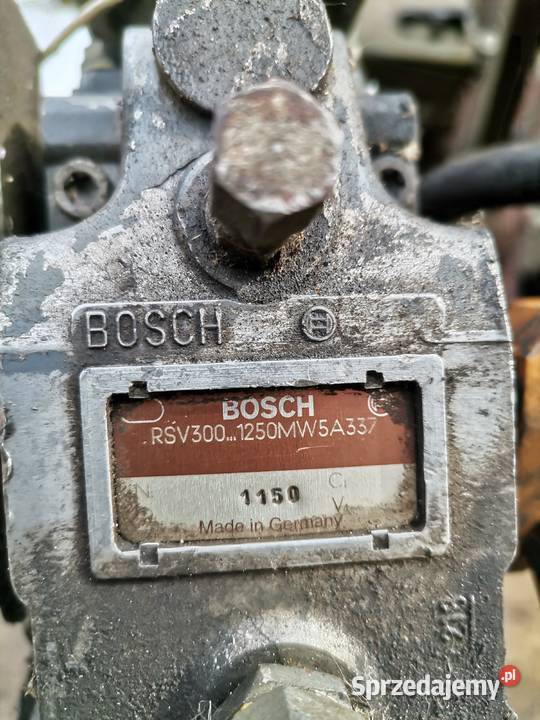 BOSCH
BOSCH
RSV300...1250MW5A337
N
1150
C
V
Made in Germany
Sprzedajemy.pl